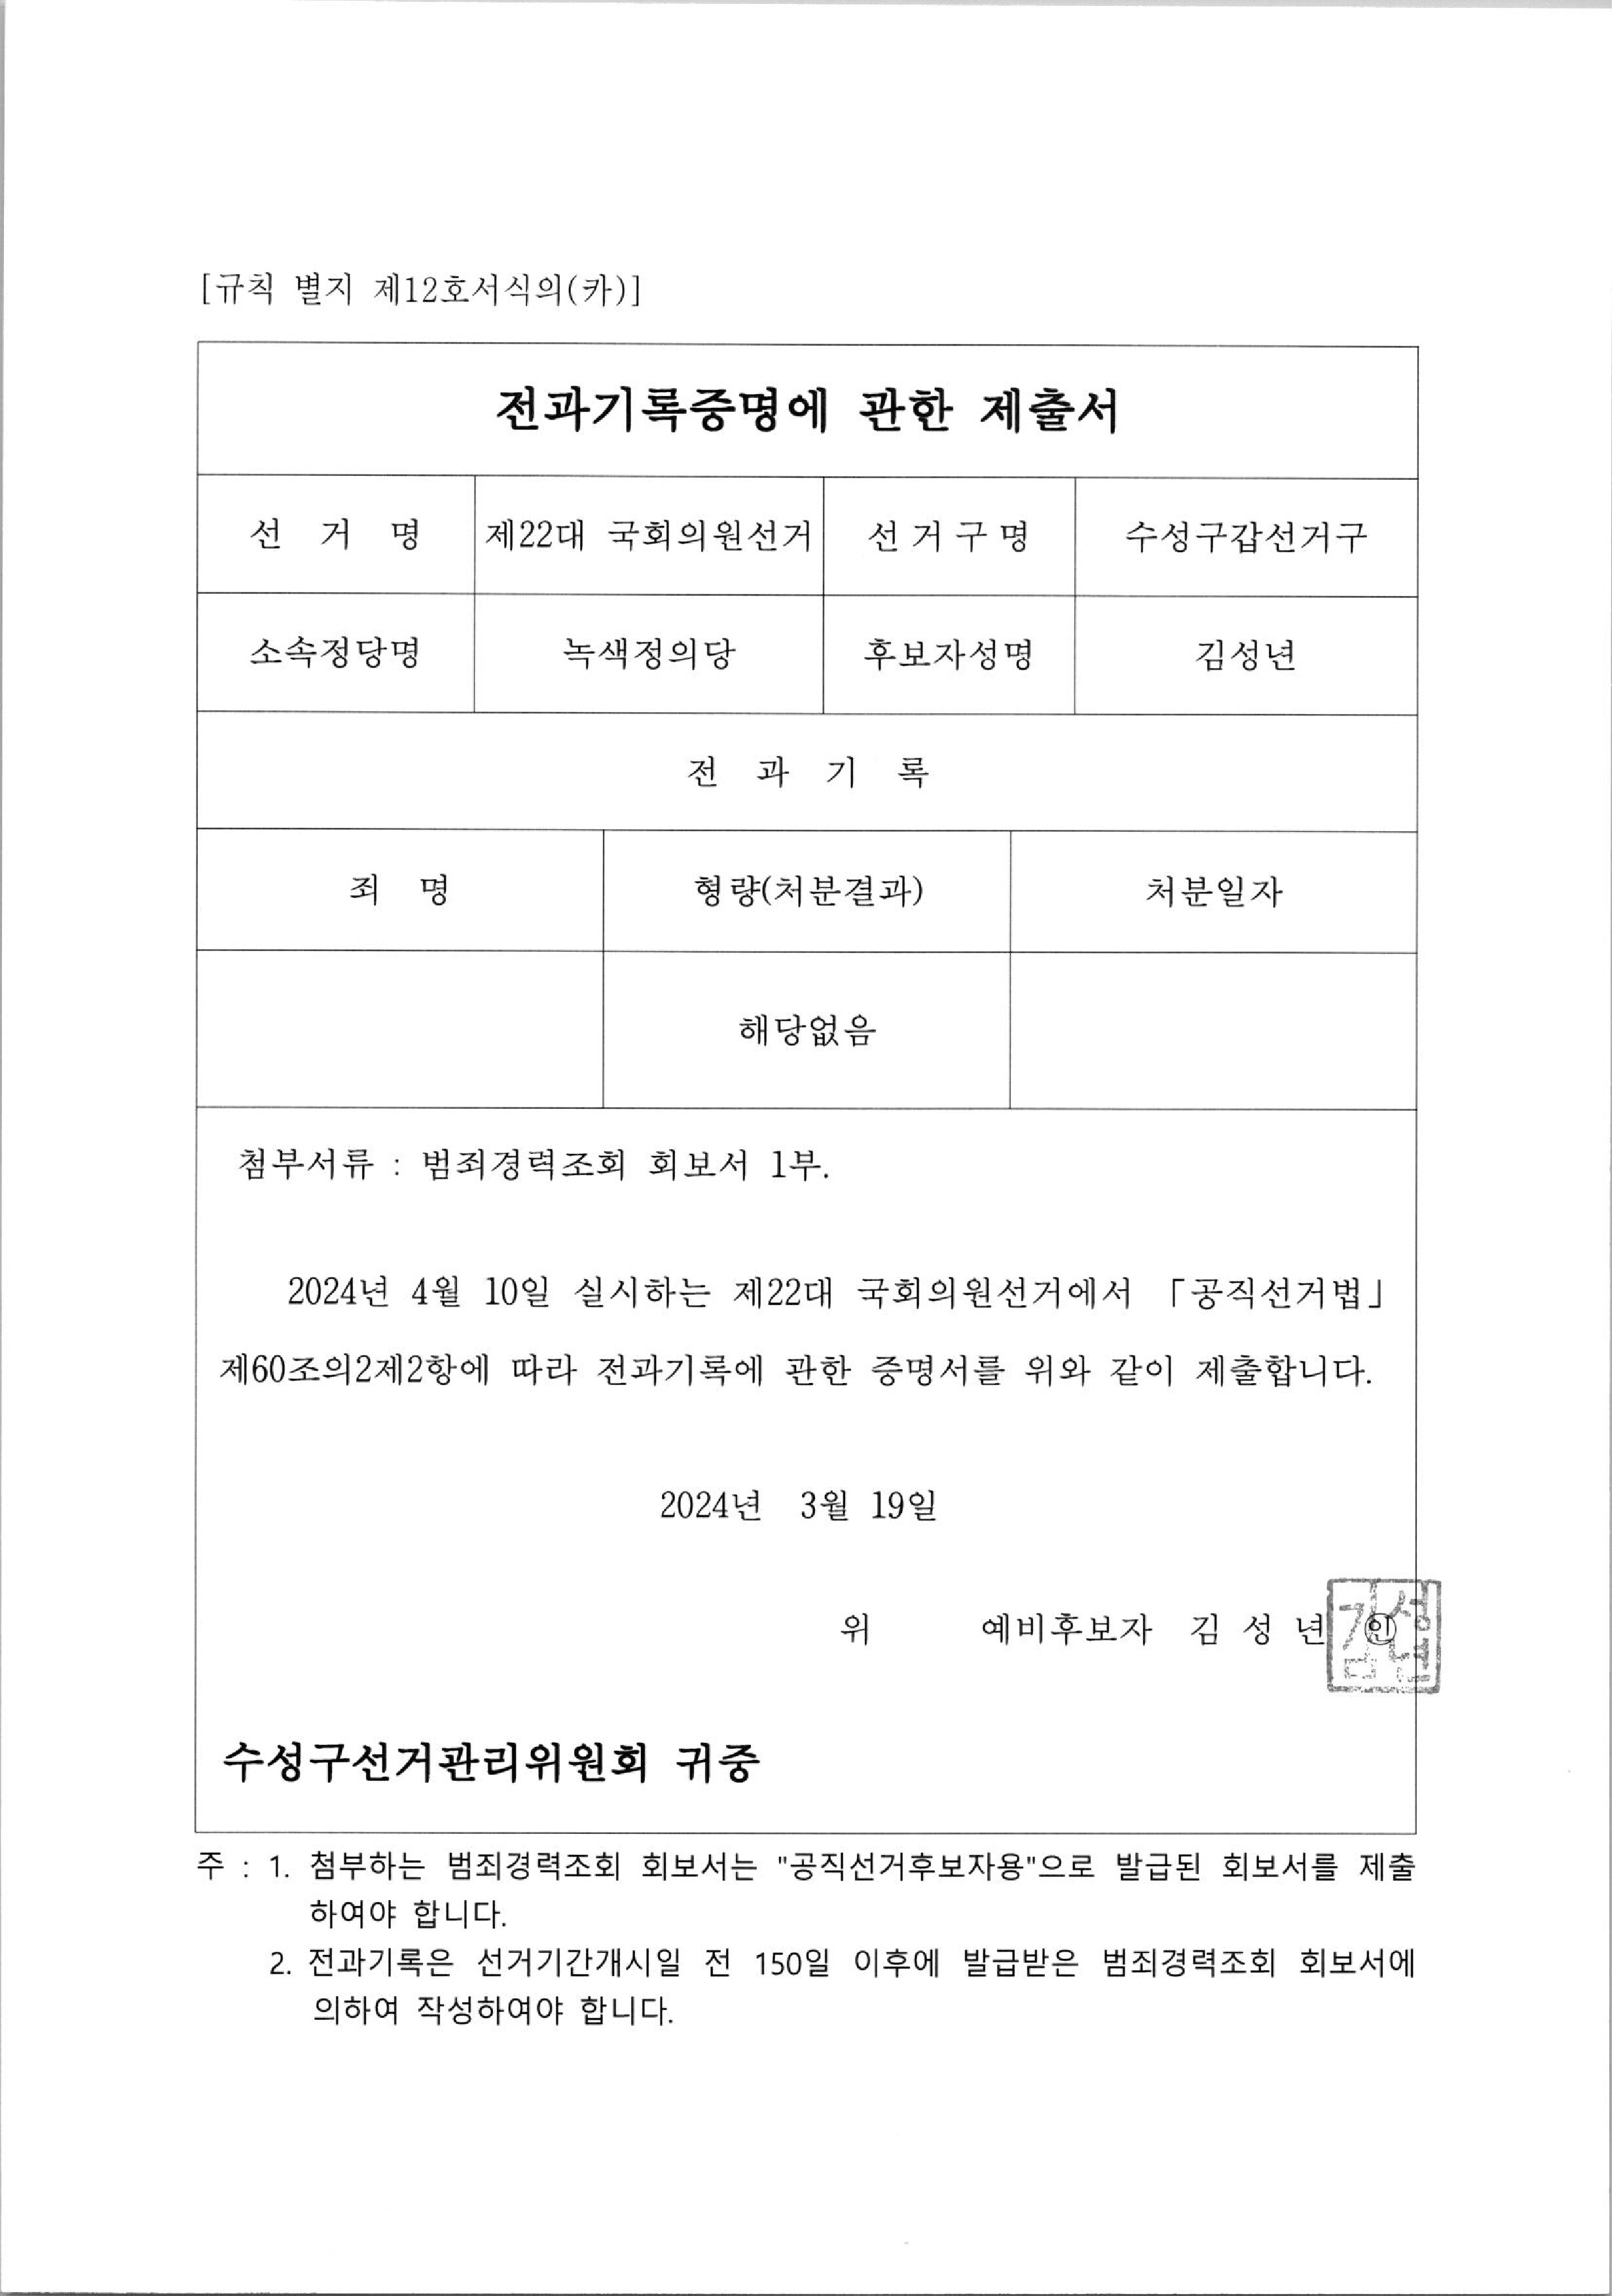 [규칙 별지 제12호서식의(카)]
전과기록증명에 관한 제출서
선 거 명 제22대 국회의원선거 선거구명 수성구갑선거구
소속정당명 녹색정의당 후보자성명 김성년
전 과 기 록
죄 명 형량(처분결과) 처분일자
해당없음
첨부서류 : 범죄경력조회 회보서 1부.
2024년 4월 10일 실시하는 제22대 국회의원선거에서 「공직선거법」
제60조의2제2항에 따라 전과기록에 관한 증명서를 위와 같이 제출합니다.
2024년 3월 19일
위 예비후보자 김 성 년 ㊞
김성년
수성구선거관리위원회 귀중
주 : 1. 첨부하는 범죄경력조회 회보서는 "공직선거후보자용"으로 발급된 회보서를 제출
하여야 합니다.
2. 전과기록은 선거기간개시일 전 150일 이후에 발급받은 범죄경력조회 회보서에
의하여 작성하여야 합니다.